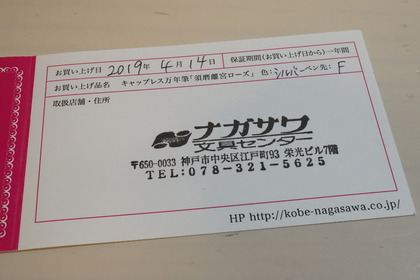 お買い上げ日 2019年 4月 14日 保証期間(お買い上げ日から)一年間
お買い上げ品名 キャップレス万年筆「須磨離宮ローズ」 色:シルバー ペン先:F
取扱店舗・住所
ナガサワ
文具センター
〒650-0033 神戸市中央区江戸町93 栄光ビル7階
TEL:078-321-5625
HP http://kobe-nagasawa.co.jp/